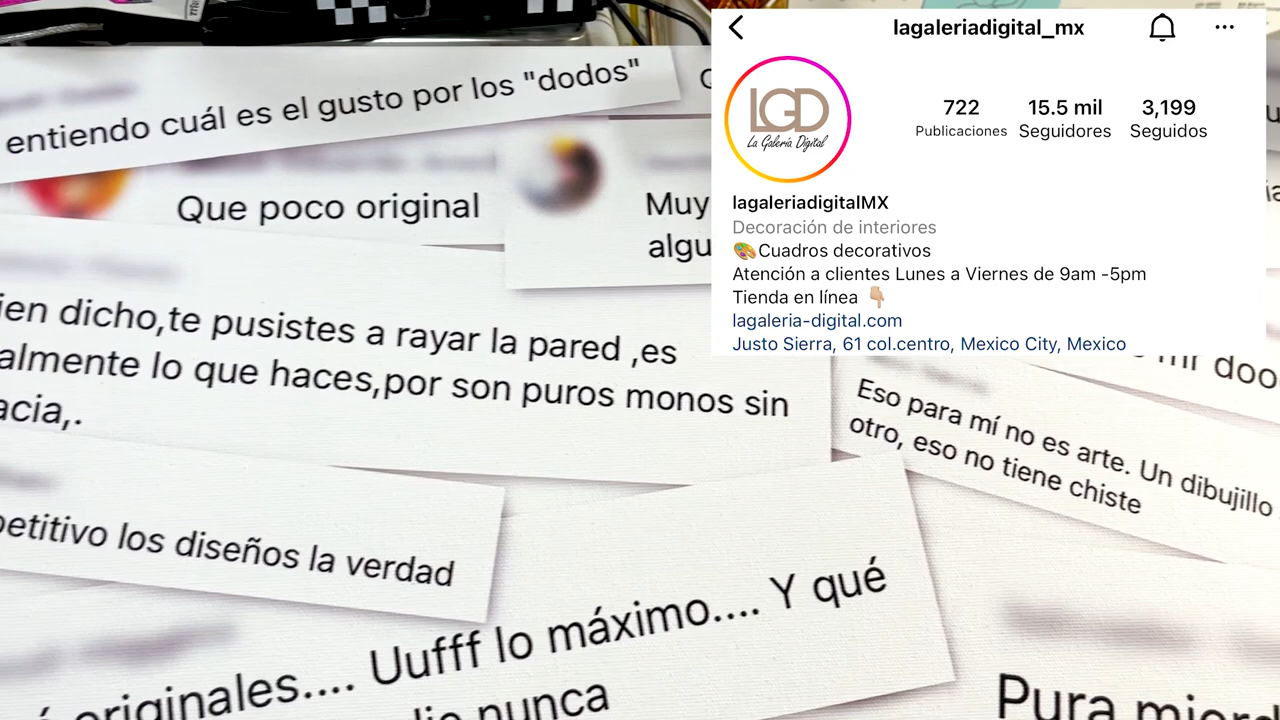 entiendo cuál es el gusto por los "dodos"
Que poco original
Muy
algu
ien dicho,te pusistes a rayar la pared ,es
almente lo que haces,por son puros monos sin
acia,.
petitivo los diseños la verdad
originales.... Uufff lo máximo.... Y qué
nunca
lagaleriadigital_mx
LGD
La Galería Digital
722
Publicaciones
15.5 mil
Seguidores
3,199
Seguidos
lagaleriadigitalMX
Decoración de interiores
🎨Cuadros decorativos
Atención a clientes Lunes a Viernes de 9am -5pm
Tienda en línea 👇🏼
lagaleria-digital.com
Justo Sierra, 61 col.centro, Mexico City, Mexico
Eso para mí no es arte. Un dibujillo
otro, eso no tiene chiste
Pura